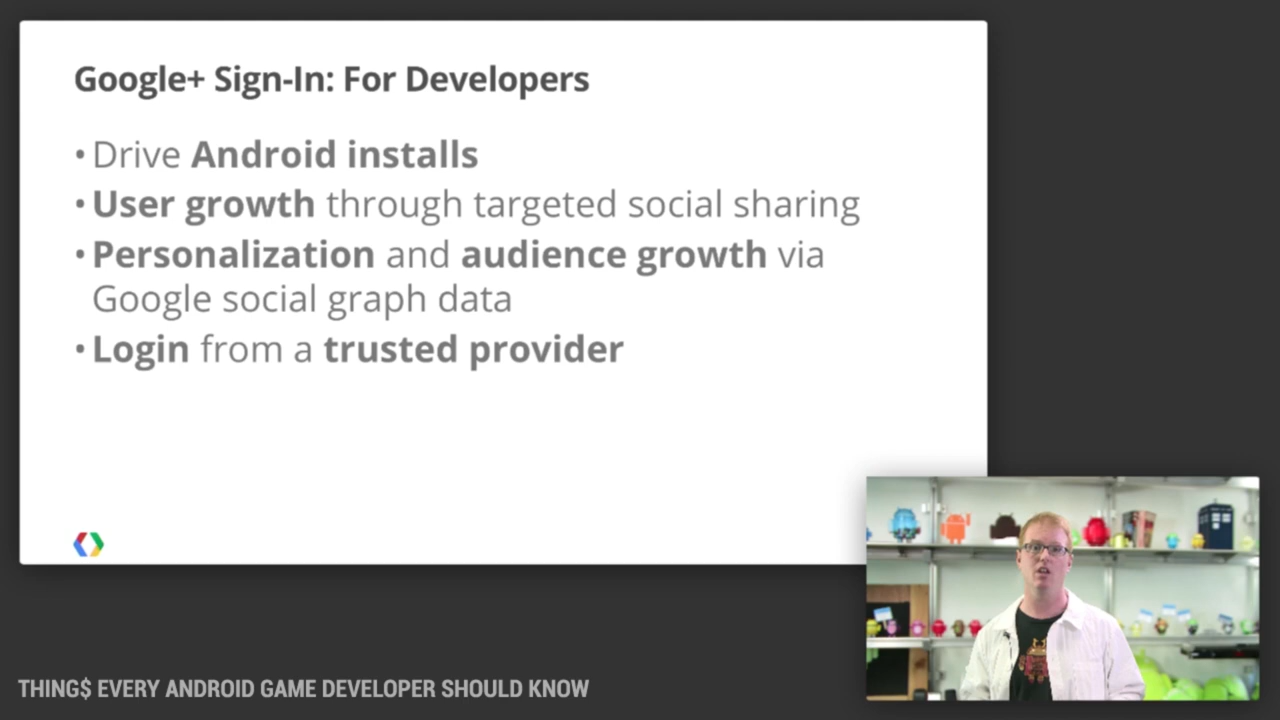 Google+ Sign-In: For Developers
• Drive Android installs
• User growth through targeted social sharing
• Personalization and audience growth via
Google social graph data
• Login from a trusted provider
THING$ EVERY ANDROID GAME DEVELOPER SHOULD KNOW